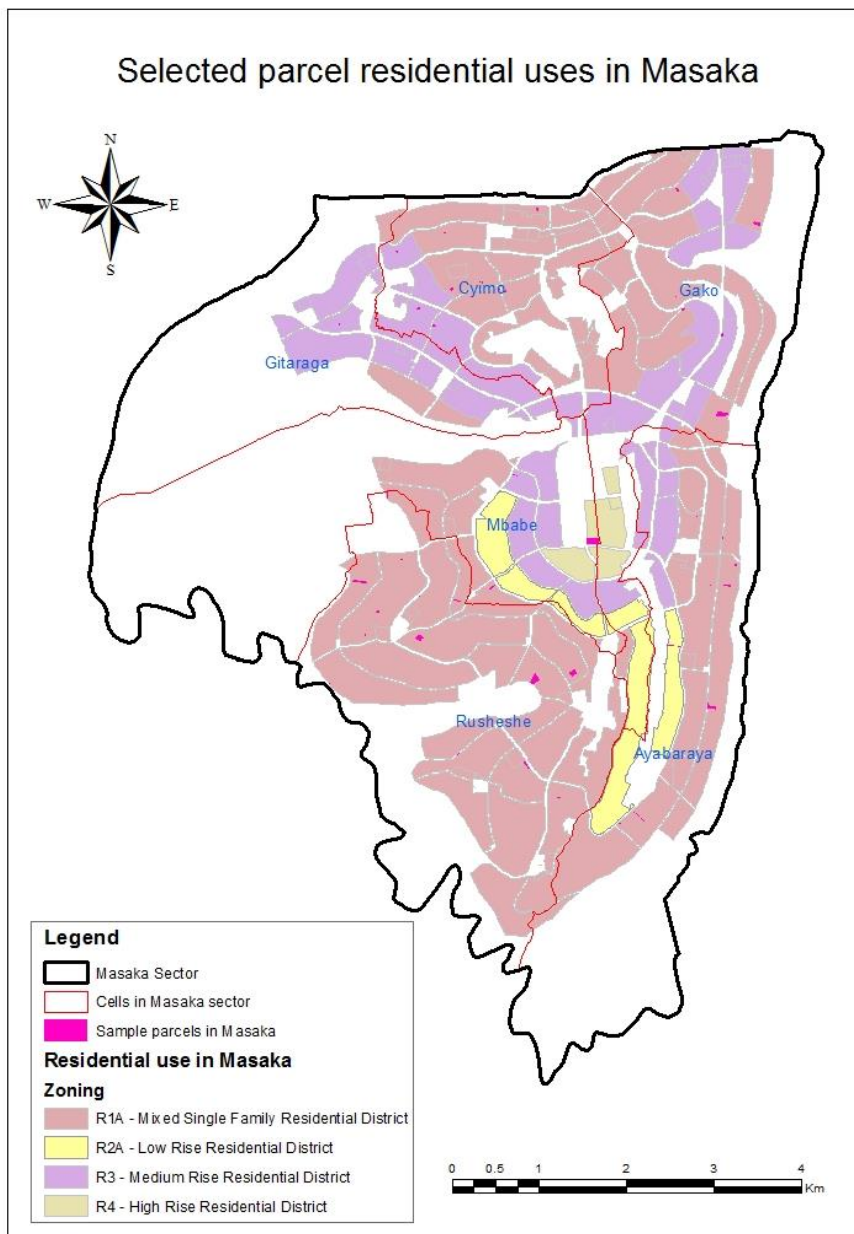 Selected parcel residential uses in Masaka
N
W
E
S
Cyimo
Gako
Gitaraga
Mbabe
Rusheshe
Ayabaraya
Legend
Masaka Sector
Cells in Masaka sector
Sample parcels in Masaka
Residential use in Masaka
Zoning
R1A - Mixed Single Family Residential District
R2A - Low Rise Residential District
R3 - Medium Rise Residential District
R4 - High Rise Residential District
0 0.5 1 2 3 4
Km